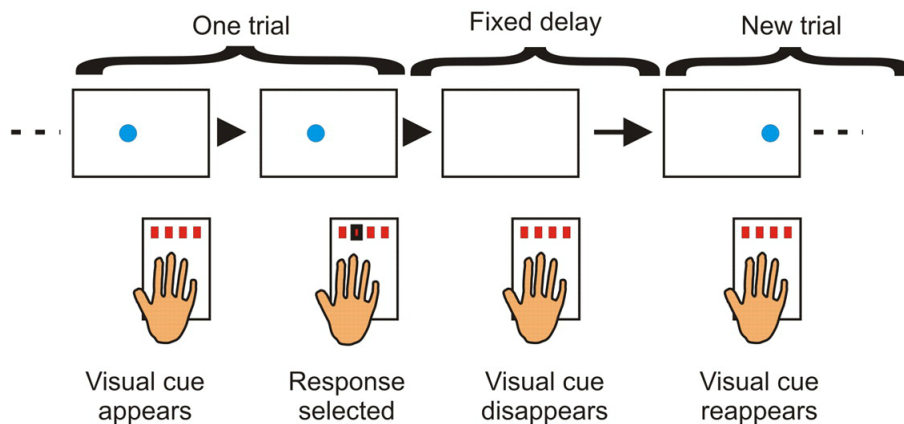 One trial
Fixed delay
New trial
Visual cue
appears
Response
selected
Visual cue
disappears
Visual cue
reappears